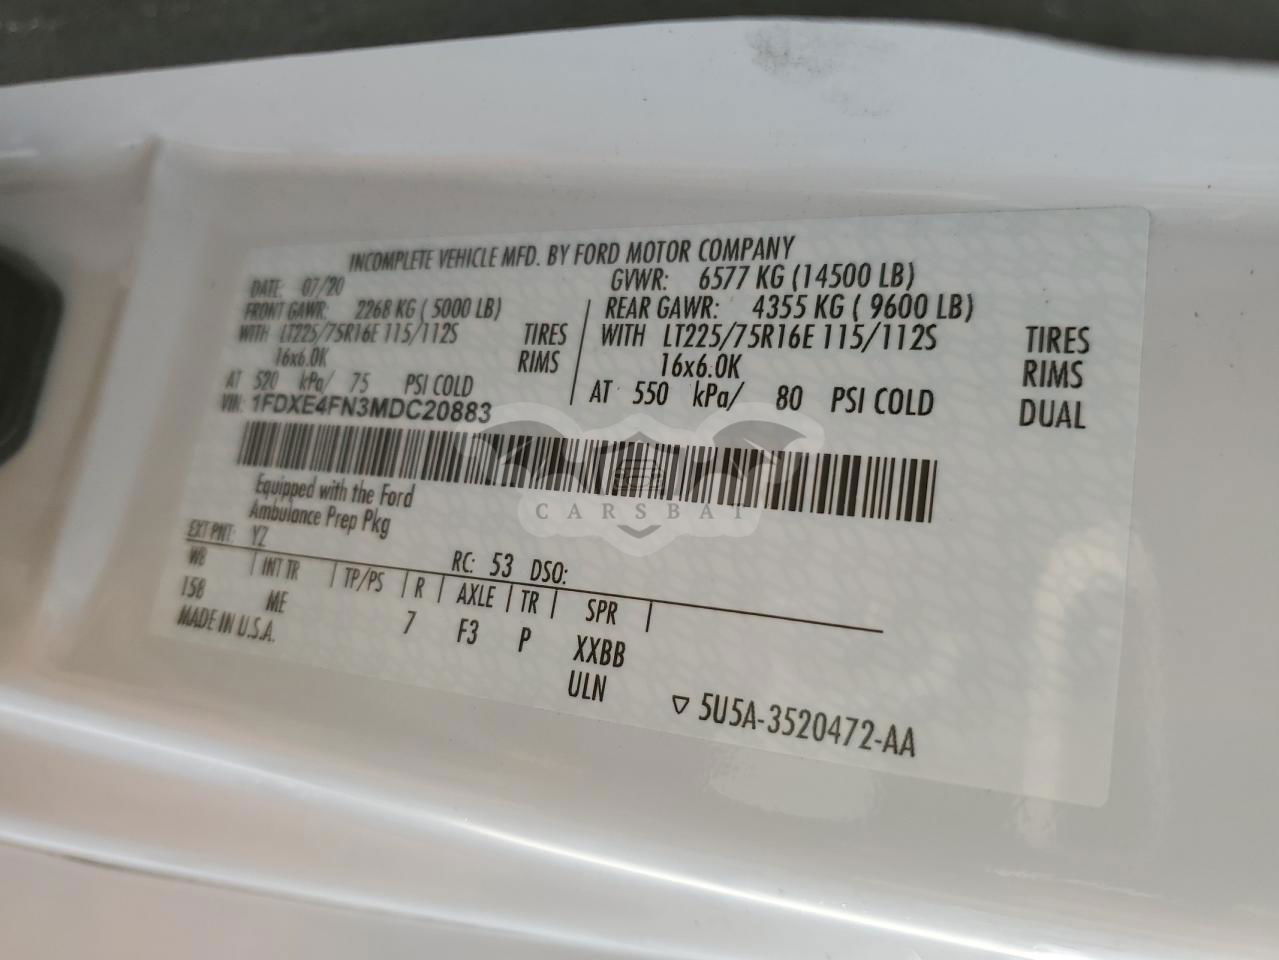 INCOMPLETE VEHICLE MFD. BY FORD MOTOR COMPANY
DATE: 07/20 GVWR: 6577 KG (14500 LB)
FRONT GAWR: 2268 KG ( 5000 LB) REAR GAWR: 4355 KG ( 9600 LB)
WITH LT225/75R16E 115/112S TIRES WITH LT225/75R16E 115/112S TIRES
16x6.0K RIMS 16x6.0K RIMS
AT 520 kPa/ 75 PSI COLD AT 550 kPa/ 80 PSI COLD DUAL
VIN: 1FDXE4FN3MDC20883
CARSBAT
Equipped with the Ford
Ambulance Prep Pkg
EXT PNT: YZ RC: 53 DSO:
WB | INT TR | TP/PS | R | AXLE | TR | SPR |
158 ME 7 F3 P XXBB
MADE IN U.S.A. ULN
▽ 5U5A-3520472-AA